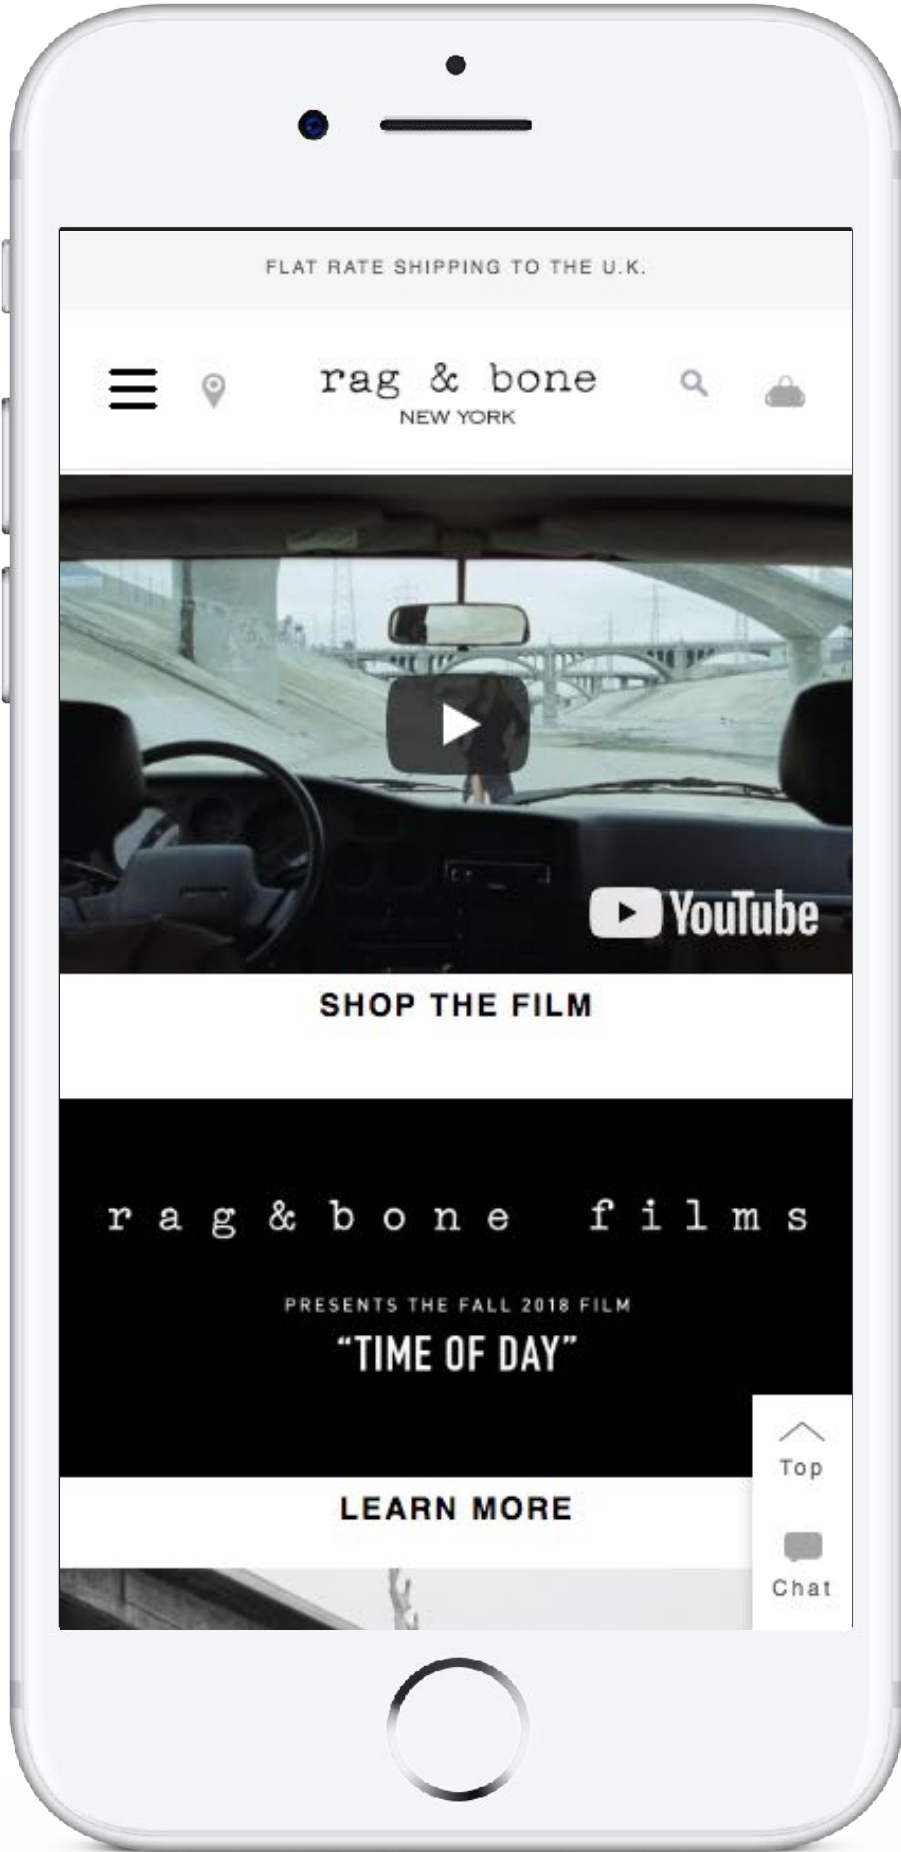 FLAT RATE SHIPPING TO THE U.K.
rag & bone
NEW YORK
YouTube
SHOP THE FILM
rag&bone films
PRESENTS THE FALL 2018 FILM
“TIME OF DAY”
Top
LEARN MORE
Chat